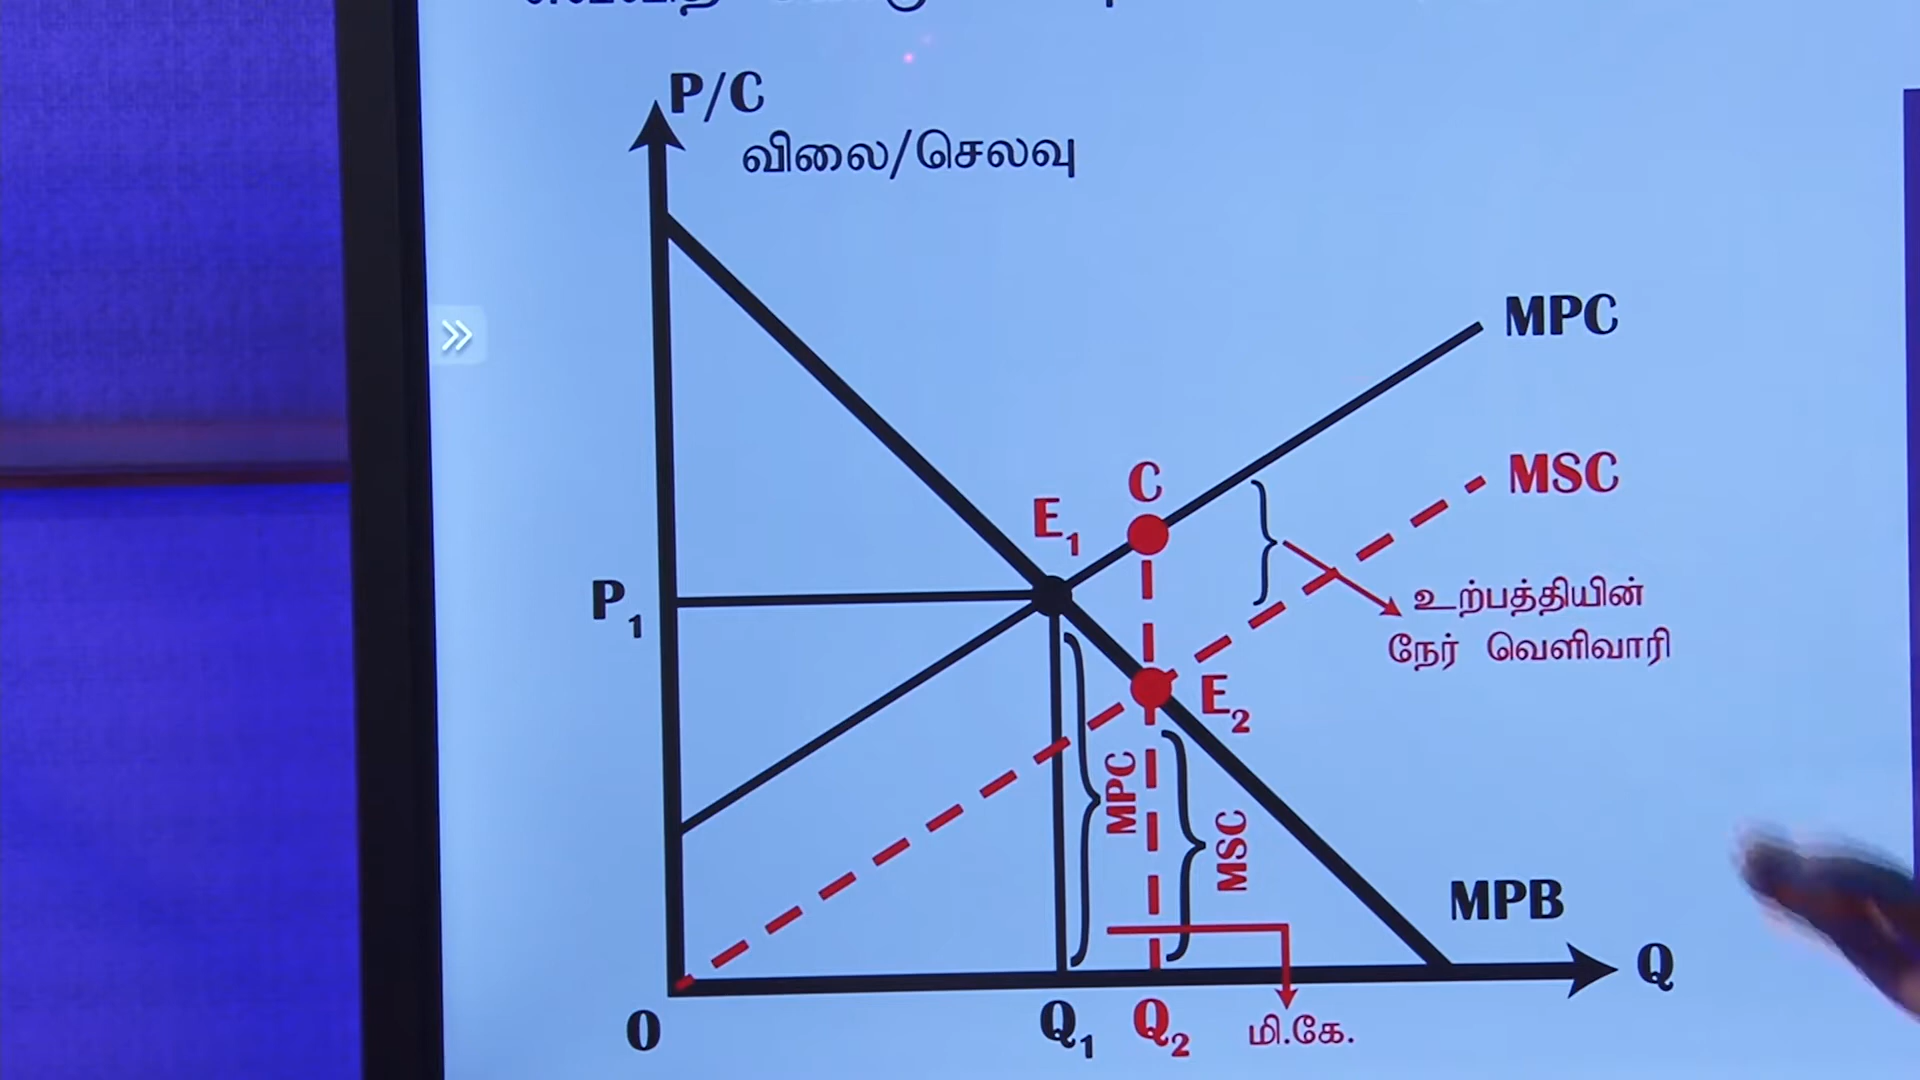 P/C
விலை/செலவு
MPC
MSC
C
E1
P1
உற்பத்தியின்
நேர் வெளிவாரி
E2
MPC
MSC
MPB
Q
0
Q1
Q2
மி.கே.